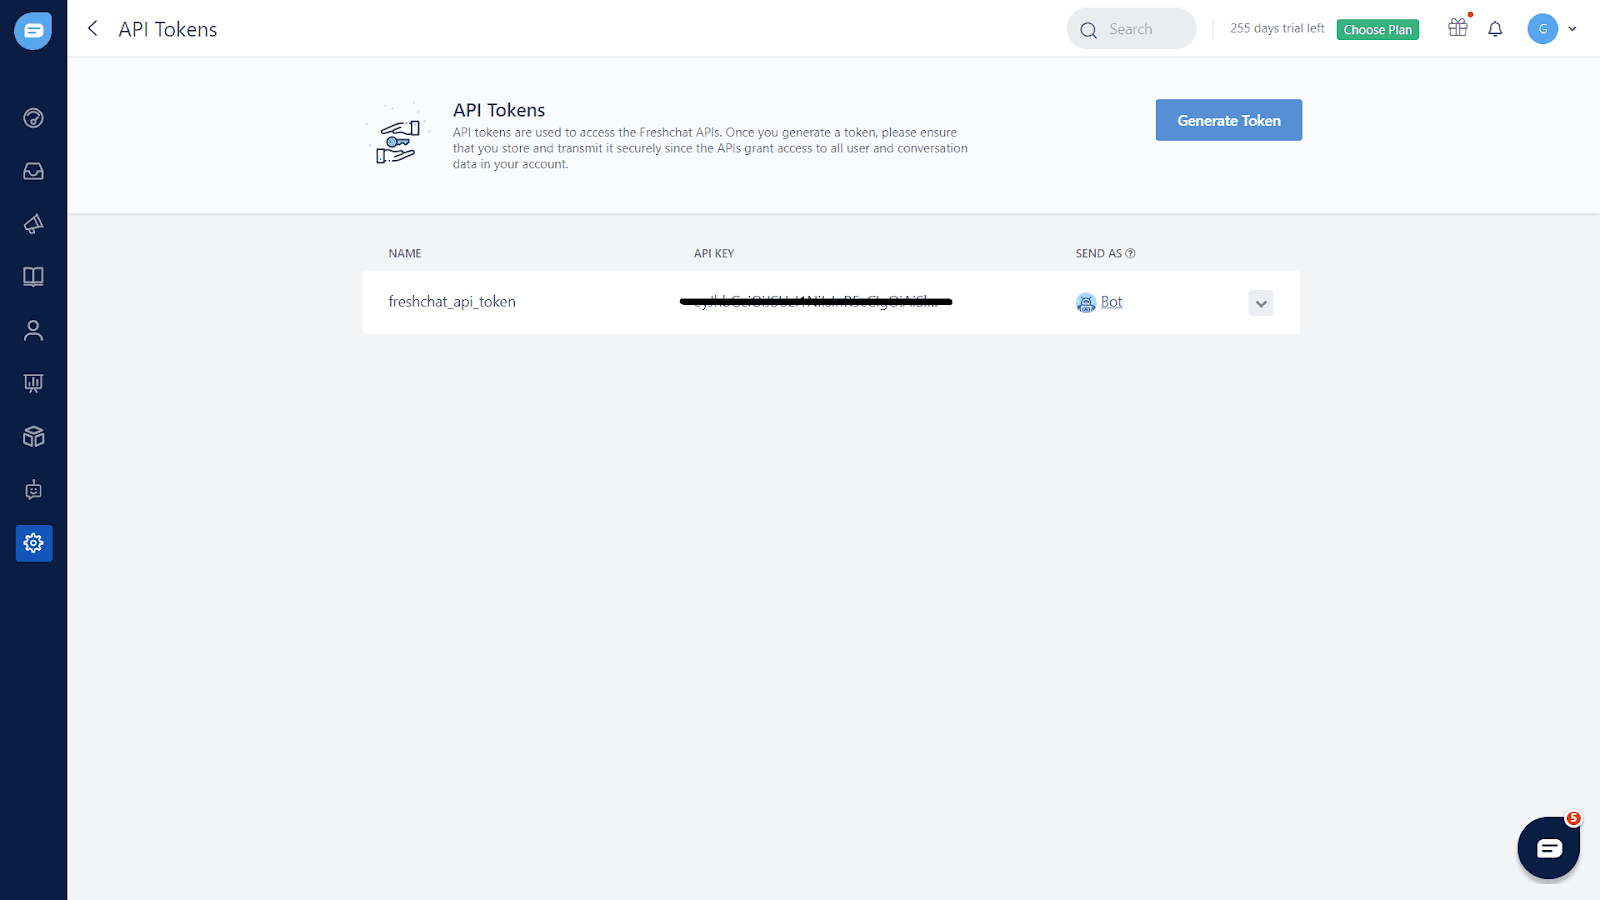 API Tokens
Search
255 days trial left
Choose Plan
G
API Tokens
API tokens are used to access the Freshchat APIs. Once you generate a token, please ensure
that you store and transmit it securely since the APIs grant access to all user and conversation
data in your account.
Generate Token
NAME
API KEY
SEND AS
freshchat_api_token
Bot
5